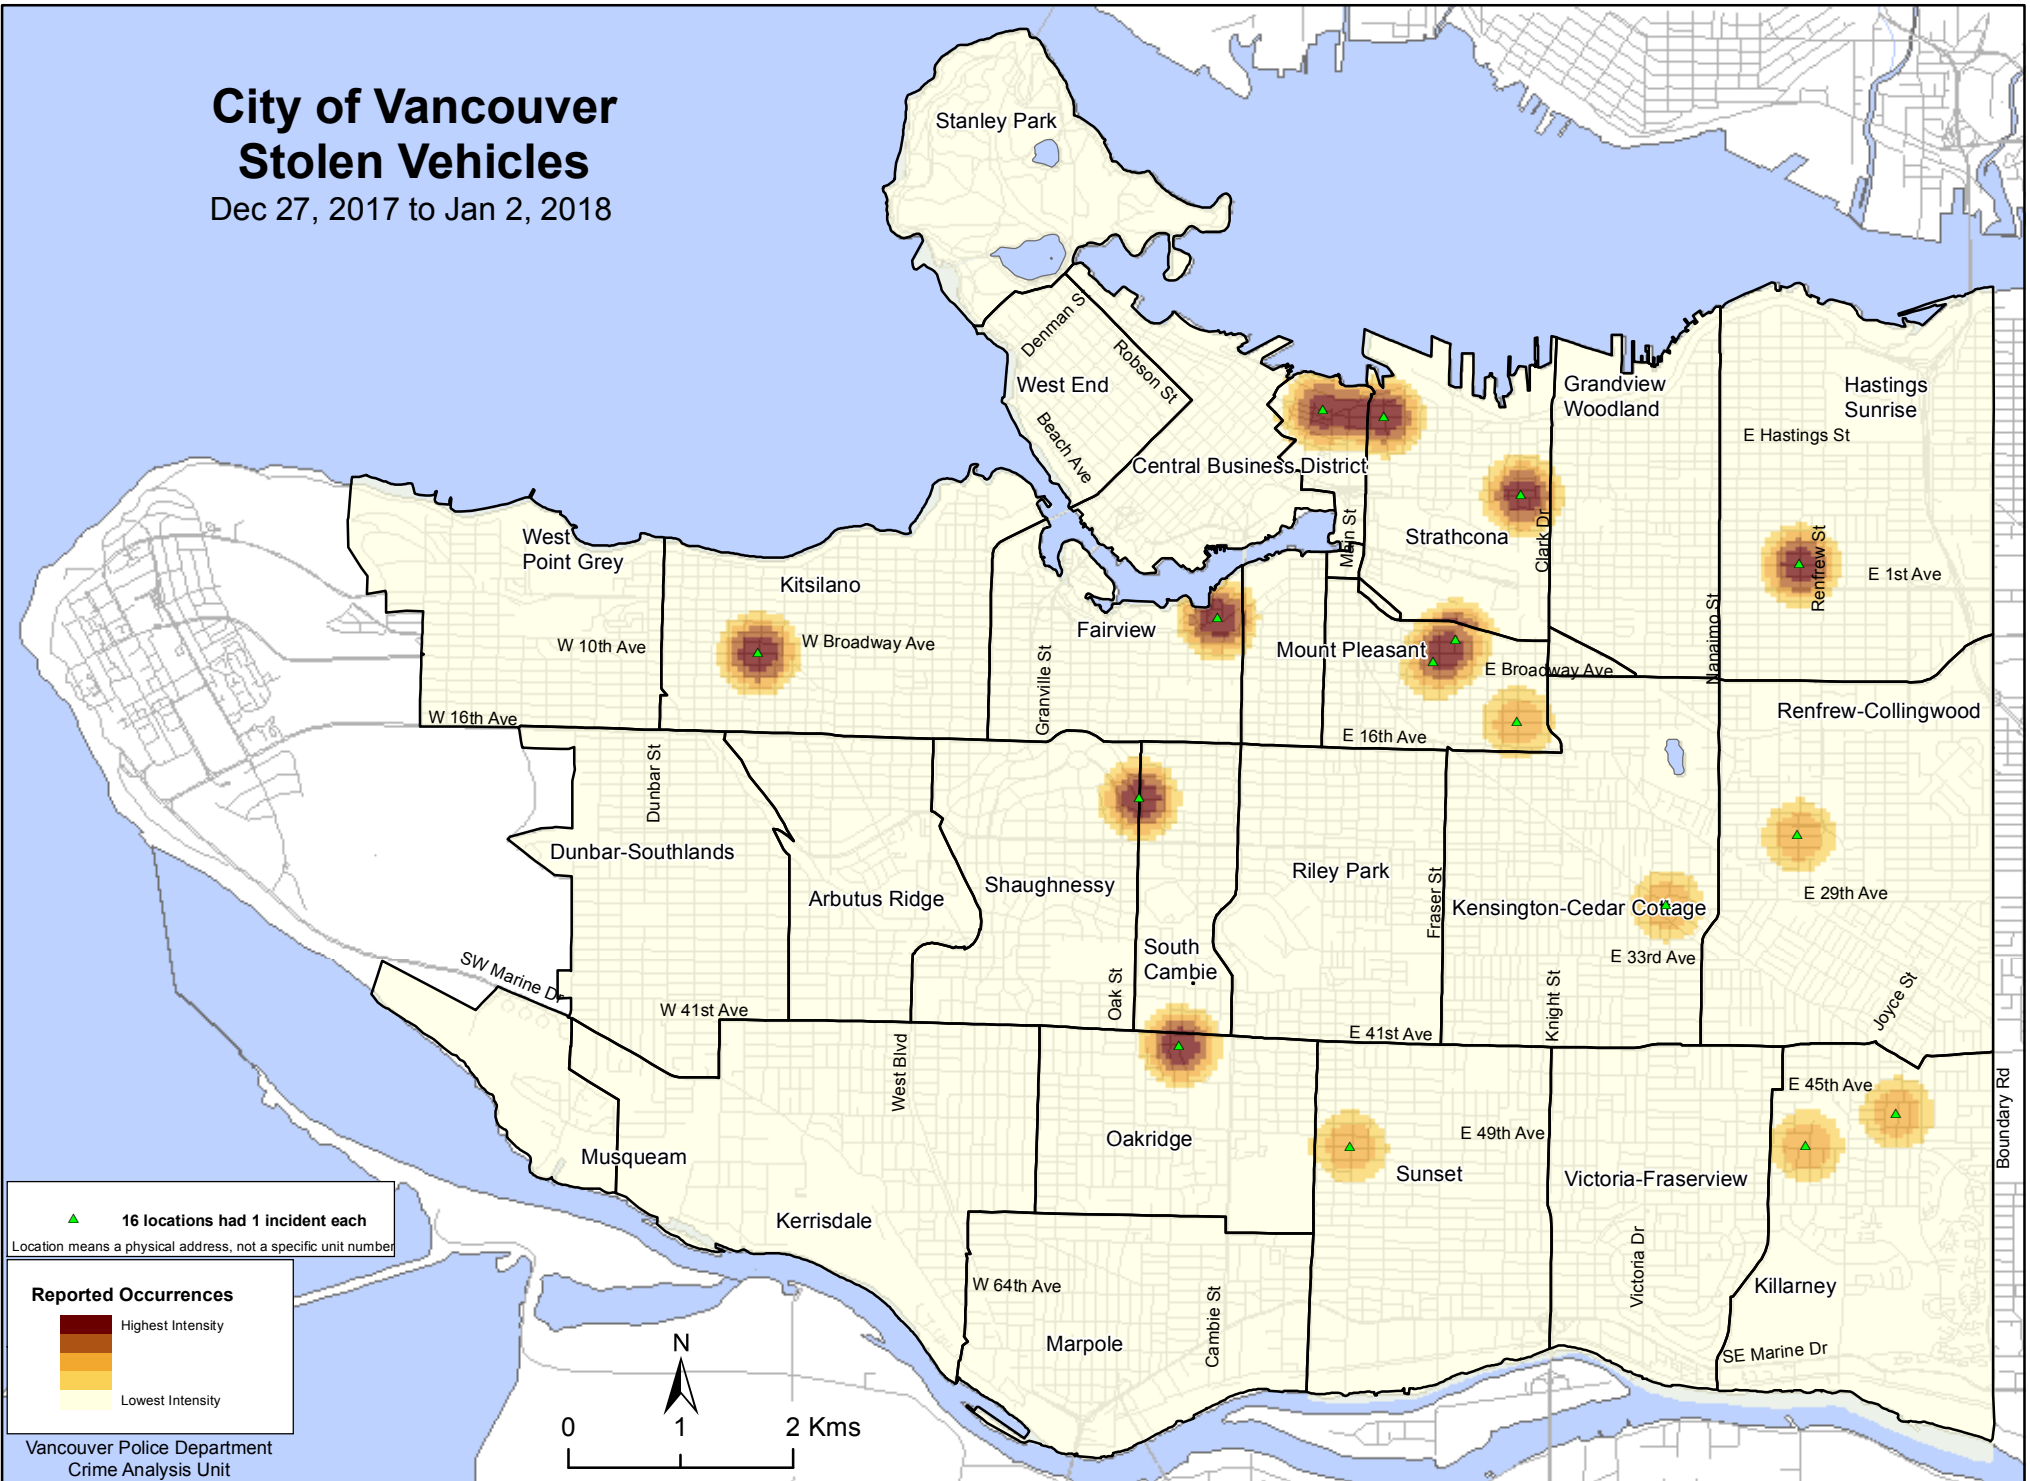 City of Vancouver
Stolen Vehicles
Dec 27, 2017 to Jan 2, 2018
Stanley Park
Denman S
Robson St
West End
Beach Ave
Central Business District
Grandview
Woodland
Hastings
Sunrise
E Hastings St
Main St
Strathcona
Clark Dr
Renfrew St
E 1st Ave
Nanaimo St
West
Point Grey
Kitsilano
W 10th Ave
W Broadway Ave
Fairview
Granville St
Mount Pleasant
E Broadway Ave
W 16th Ave
E 16th Ave
Renfrew-Collingwood
Dunbar St
Dunbar-Southlands
Arbutus Ridge
Shaughnessy
Riley Park
Fraser St
Kensington-Cedar Cottage
E 29th Ave
E 33rd Ave
South
Cambie
Oak St
Knight St
Joyce St
SW Marine Dr
W 41st Ave
E 41st Ave
West Blvd
E 45th Ave
Boundary Rd
Oakridge
E 49th Ave
Sunset
Victoria-Fraserview
Musqueam
Kerrisdale
Victoria Dr
Killarney
W 64th Ave
Cambie St
Marpole
SE Marine Dr
16 locations had 1 incident each
Location means a physical address, not a specific unit number
Reported Occurrences
Highest Intensity
Lowest Intensity
Vancouver Police Department
Crime Analysis Unit
N
0 1 2 Kms